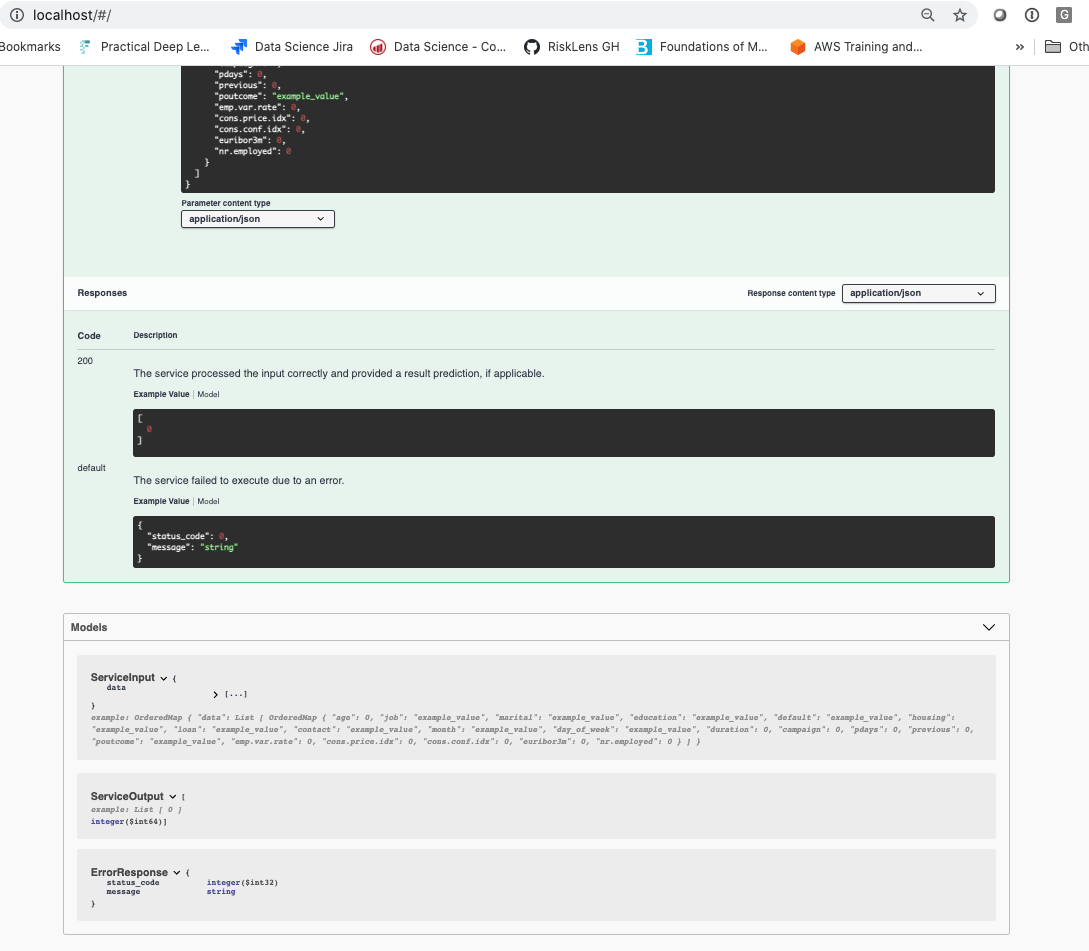 localhost/#/
G
Bookmarks
Practical Deep Le...
Data Science Jira
Data Science - Co...
RiskLens GH
Foundations of M...
AWS Training and...
»
Oth
"pdays": 0,
"previous": 0,
"poutcome": "example_value",
"emp.var.rate": 0,
"cons.price.idx": 0,
"cons.conf.idx": 0,
"euribor3m": 0,
"nr.employed": 0
}
]
}
Parameter content type
application/json
Responses
Response content type
application/json
Code
Description
200
The service processed the input correctly and provided a result prediction, if applicable.
Example Value | Model
[
0
]
default
The service failed to execute due to an error.
Example Value | Model
{
"status_code": 0,
"message": "string"
}
Models
ServiceInput {
data
[...]
}
example: OrderedMap { "data": List [ OrderedMap { "age": 0, "job": "example_value", "marital": "example_value", "education": "example_value", "default": "example_value", "housing":
"example_value", "loan": "example_value", "contact": "example_value", "month": "example_value", "day_of_week": "example_value", "duration": 0, "campaign": 0, "pdays": 0, "previous": 0,
"poutcome": "example_value", "emp.var.rate": 0, "cons.price.idx": 0, "cons.conf.idx": 0, "euribor3m": 0, "nr.employed": 0 } ] }
ServiceOutput [
example: List [ 0 ]
integer($int64)]
ErrorResponse {
status_code integer($int32)
message string
}